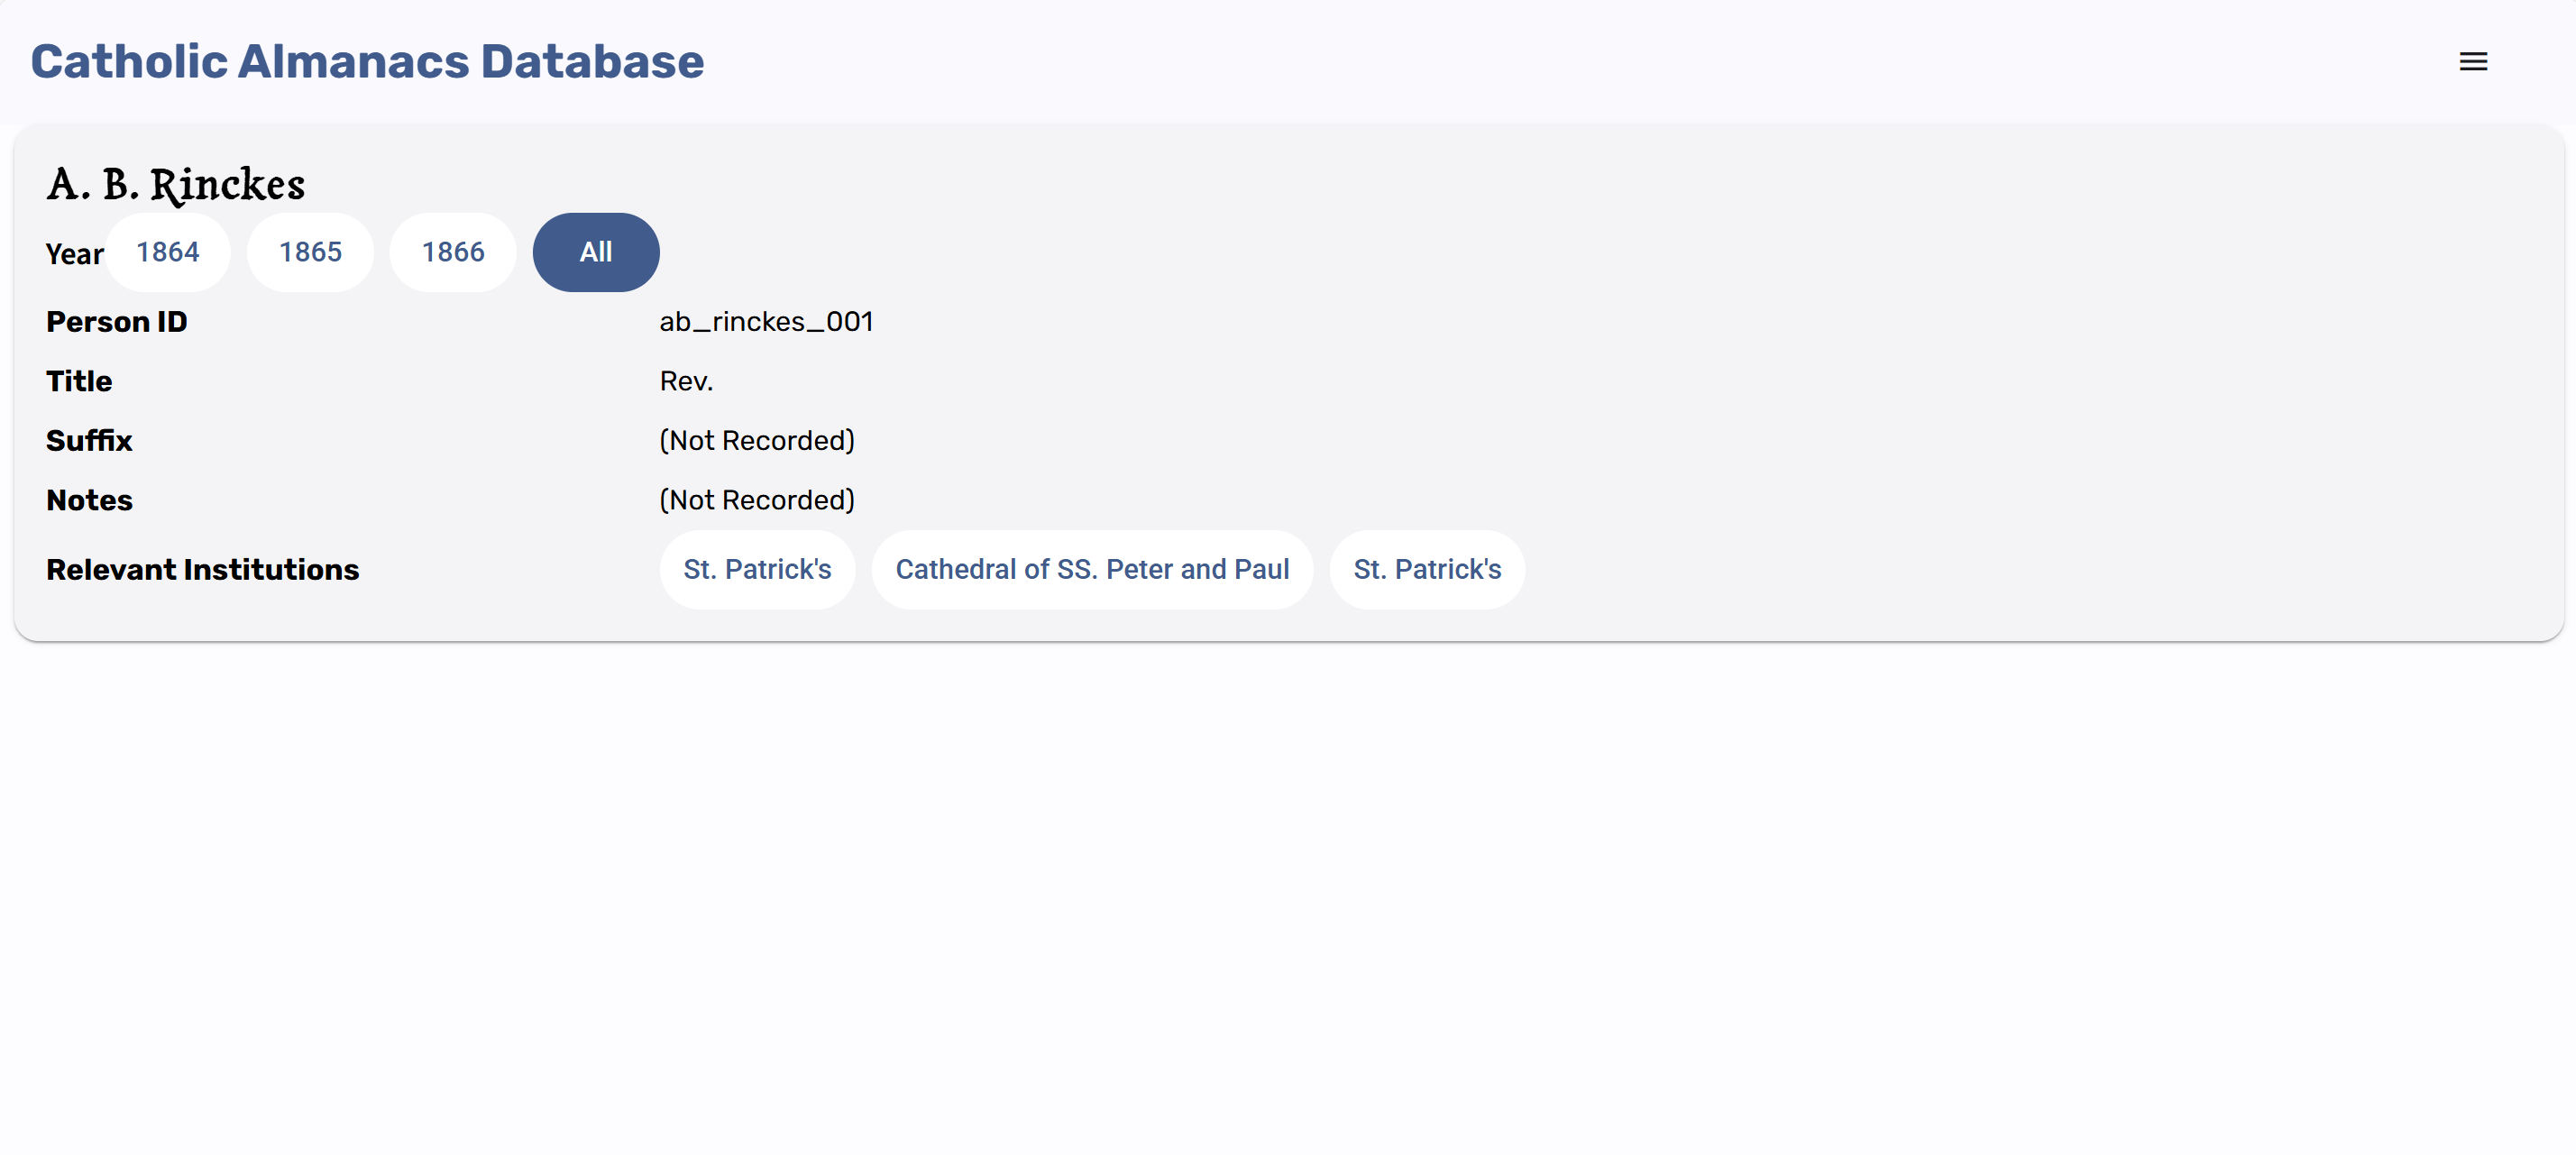 Catholic Almanacs Database
A. B. Rinckes
Year 1864 1865 1866 All
Person ID ab_rinckes_001
Title Rev.
Suffix (Not Recorded)
Notes (Not Recorded)
Relevant Institutions St. Patrick's Cathedral of SS. Peter and Paul St. Patrick's